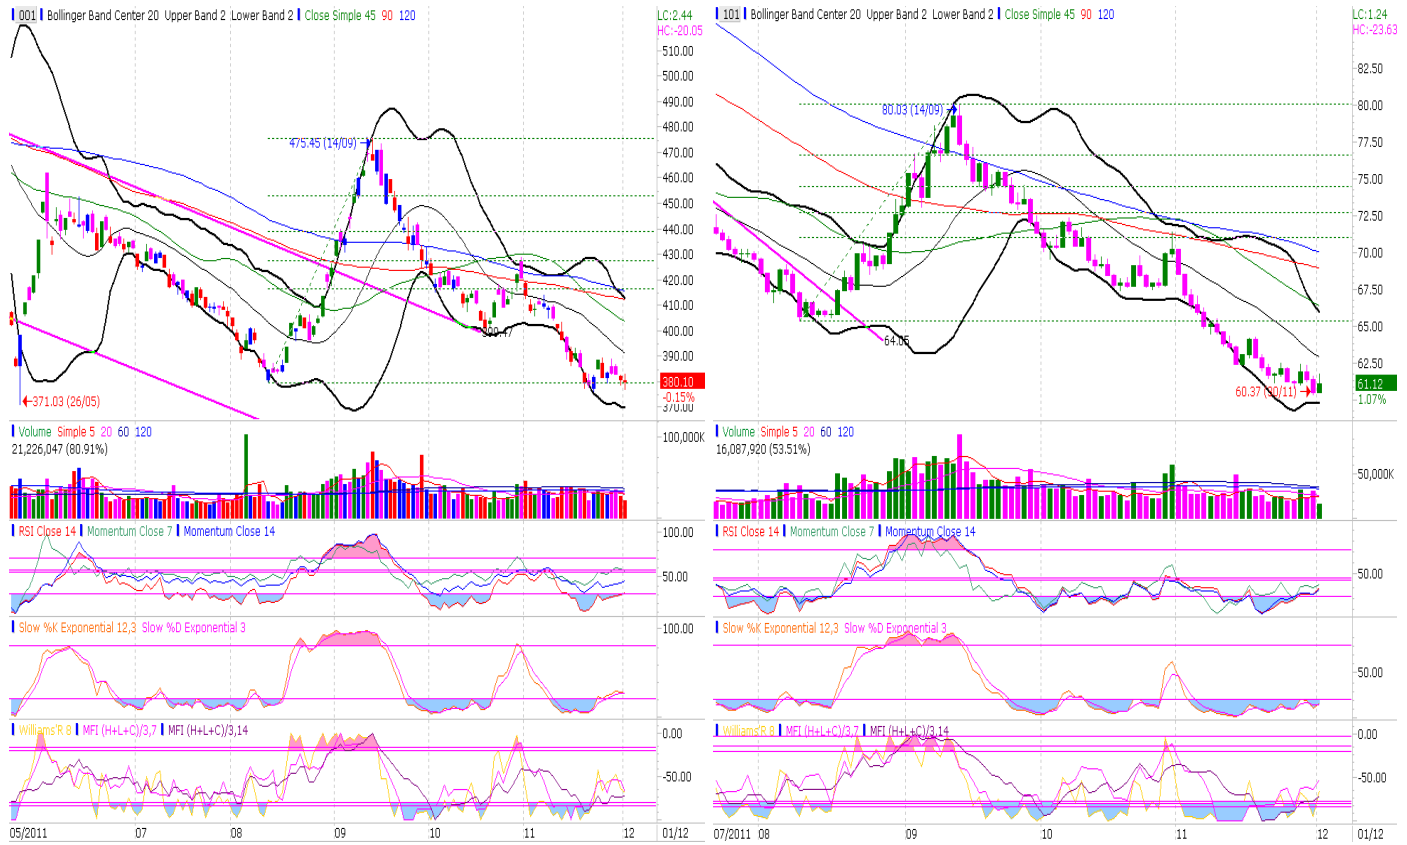 001 Bollinger Band Center 20 Upper Band 2 Lower Band 2 Close Simple 45 90 120
LC:2.44
HC:-20.05
510.00
500.00
490.00
480.00
470.00
460.00
450.00
440.00
430.00
420.00
410.00
400.00
390.00
380.10
-0.15%
370.00
475.45 (14/09)
371.03 (26/05)
Volume Simple 5 20 60 120
21,226,047 (80.91%)
100,000K
RSI Close 14 Momentum Close 7 Momentum Close 14
100.00
50.00
Slow %K Exponential 12,3 Slow %D Exponential 3
100.00
Williams'R 8 MFI (H+L+C)/3,7 MFI (H+L+C)/3,14
0.00
-50.00
05/2011 07 08 09 10 11 12 01/12
101 Bollinger Band Center 20 Upper Band 2 Lower Band 2 Close Simple 45 90 120
LC:1.24
HC:-23.63
82.50
80.00
77.50
75.00
72.50
70.00
67.50
65.00
62.50
61.12
1.07%
80.03 (14/09)
64.05
60.37 (30/11)
Volume Simple 5 20 60 120
16,087,920 (53.51%)
50,000K
RSI Close 14 Momentum Close 7 Momentum Close 14
50.00
Slow %K Exponential 12,3 Slow %D Exponential 3
50.00
Williams'R 8 MFI (H+L+C)/3,7 MFI (H+L+C)/3,14
0.00
-50.00
07/2011 08 09 10 11 12 01/12